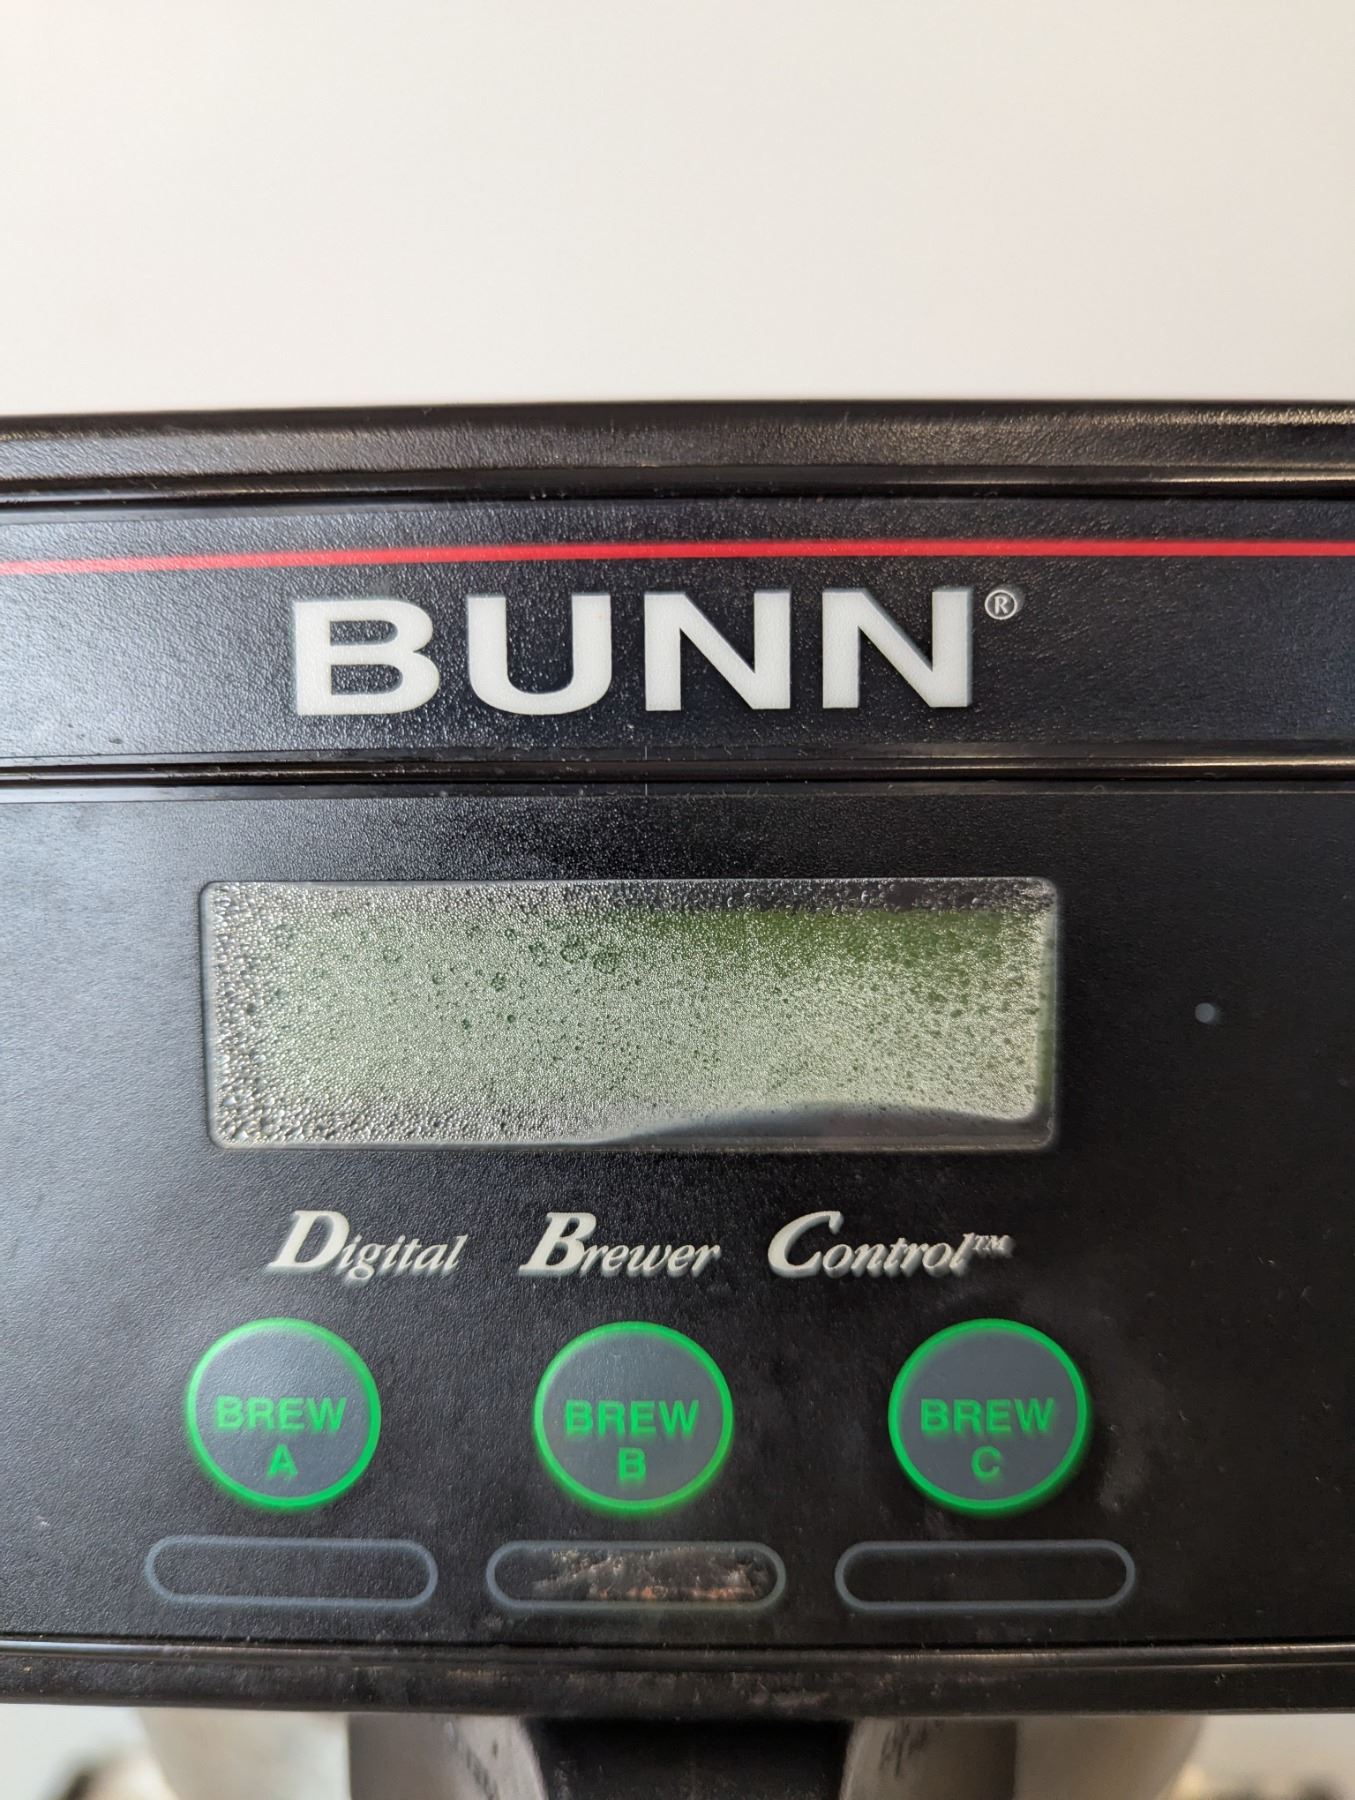 BUNN®
Digital Brewer Control™
BREW A
BREW B
BREW C